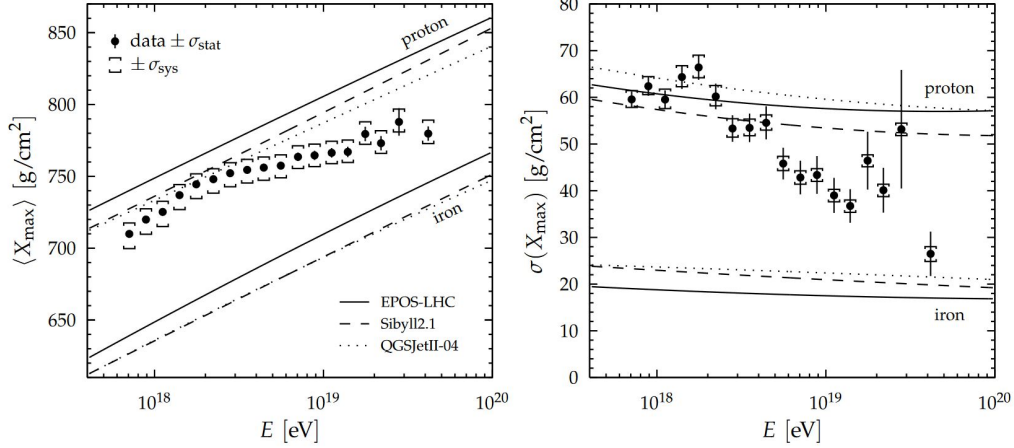 850
800
750
700
650
⟨X_max⟩ [g/cm²]
data ± σ_stat
± σ_sys
proton
iron
EPOS-LHC
Sibyll2.1
QGSJetII-04
10^18
10^19
10^20
E [eV]
80
70
60
50
40
30
20
10
0
σ(X_max) [g/cm²]
proton
iron
10^18
10^19
10^20
E [eV]